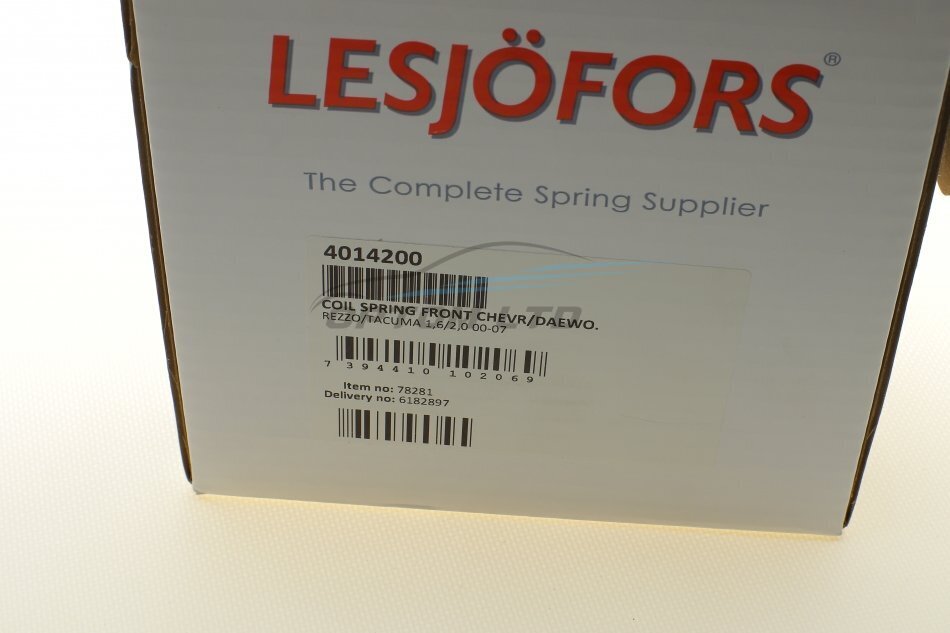 LESJÖFORS®
The Complete Spring Supplier
4014200
COIL SPRING FRONT CHEVR/DAEWO.
REZZO/TACUMA 1,6/2,0 00-07
7 394410 102069
Item no: 78281
Delivery no: 6182897